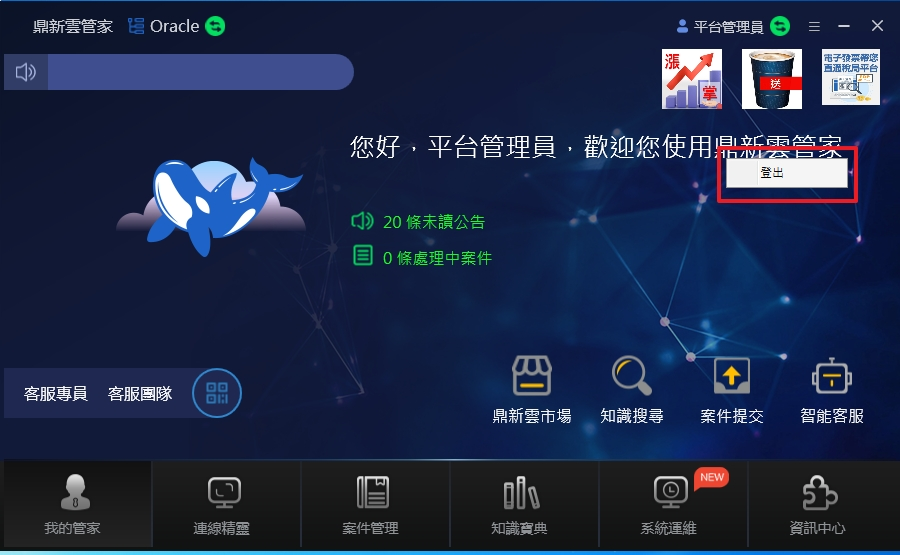 鼎新雲管家 Oracle 平台管理員
漲
掌
送
電子發票帶您
直通稅局平台
您好，平台管理員，歡迎您使用鼎新雲管家
登出
20 條未讀公告
0 條處理中案件
客服專員 客服團隊
鼎新雲市場 知識搜尋 案件提交 智能客服
NEW
我的管家 連線精靈 案件管理 知識寶典 系統運維 資訊中心